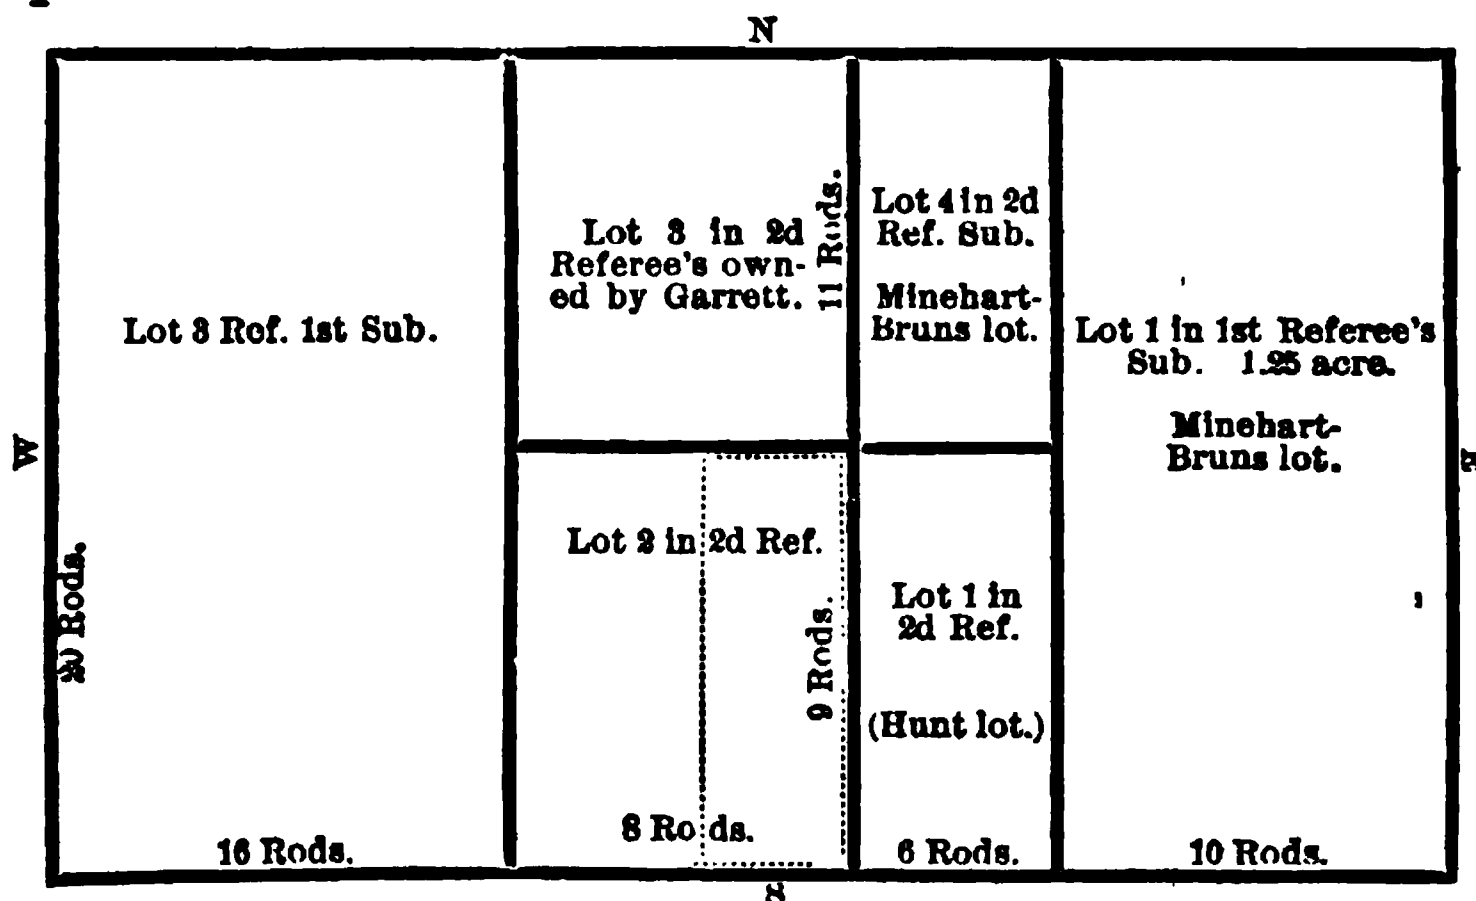 N
Lot 3 Ref. 1st Sub.
Lot 3 in 2d
Referee's own-
ed by Garrett.
11 Rods.
Lot 4 in 2d
Ref. Sub.
Minehart-
Bruns lot.
Lot 1 in 1st Referee's
Sub. 1.25 acre.
Minehart-
Bruns lot.
W
20 Rods.
Lot 2 in 2d Ref.
9 Rods.
Lot 1 in
2d Ref.
(Hunt lot.)
16 Rods.
8 Rods.
6 Rods.
10 Rods.